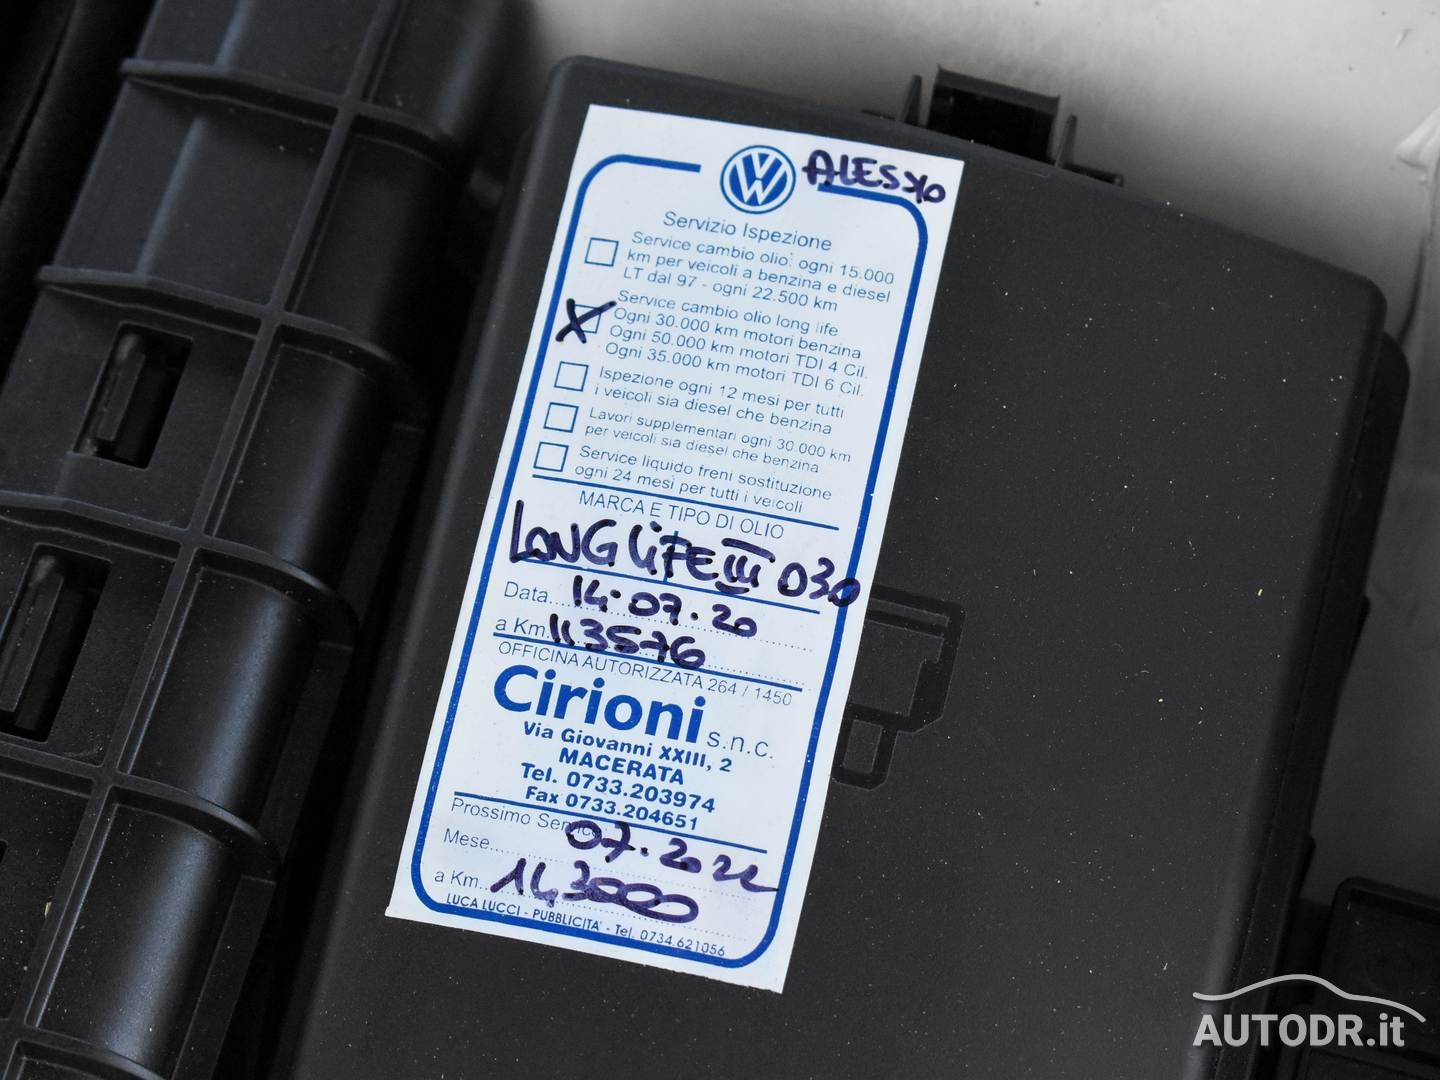 ALESSIO
Servizio Ispezione
Service cambio olio: ogni 15.000
km per veicoli a benzina e diesel
LT dal 97 - ogni 22.500 km
X
Service cambio olio long life
Ogni 30.000 km motori benzina
Ogni 50.000 km motori TDI 4 Cil.
Ogni 35.000 km motori TDI 6 Cil.
Ispezione ogni 12 mesi per tutti
i veicoli sia diesel che benzina
Lavori supplementari ogni 30.000 km
per veicoli sia diesel che benzina
Service liquido freni sostituzione
ogni 24 mesi per tutti i veicoli
MARCA E TIPO DI OLIO
LONG LIFE III 030
Data 14.07.20
a Km 113576
OFFICINA AUTORIZZATA 264 / 1450
Cirioni s.n.c.
Via Giovanni XXIII, 2
MACERATA
Tel. 0733.203974
Fax 0733.204651
Prossimo Service
Mese 07.2022
a Km. 143000
LUCA LUCCI - PUBBLICITA' - Tel. 0734.621056
AUTODR.it